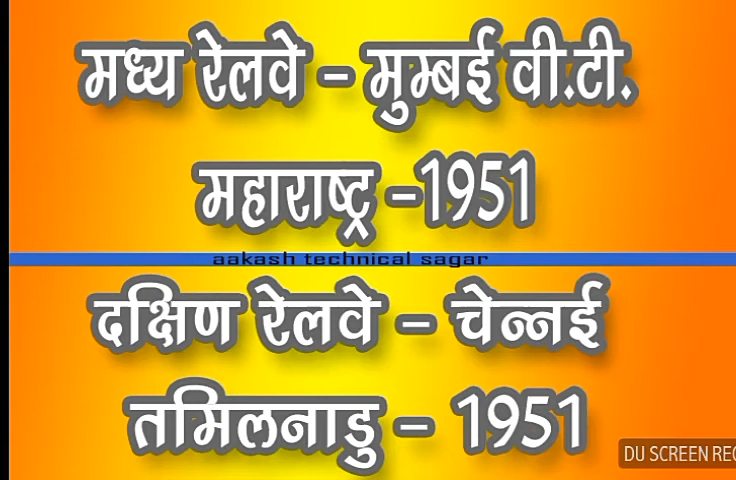 मध्य रेलवे - मुम्बई वी.टी.
महाराष्ट्र -1951
aakash technical sagar
दक्षिण रेलवे - चेन्नई
तमिलनाडु - 1951
DU SCREEN REC